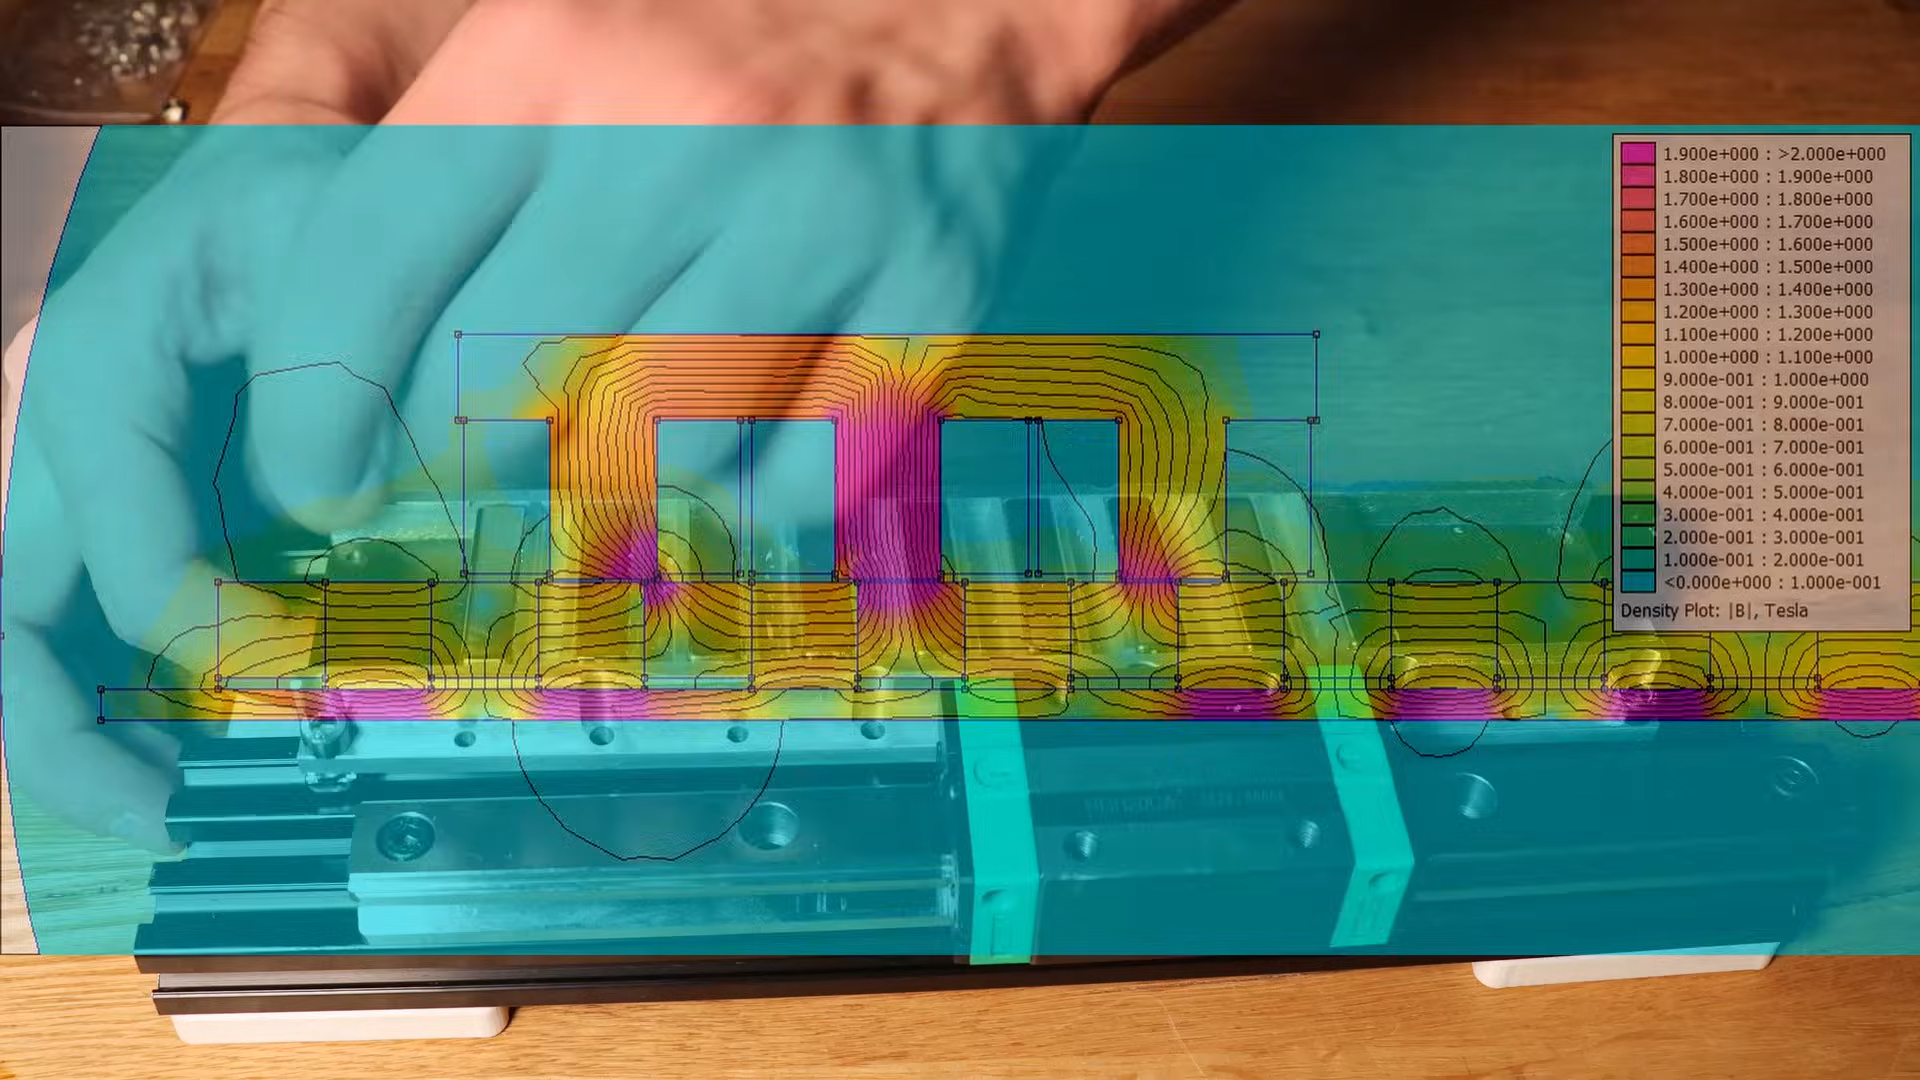 1.900e+000 : >2.000e+000
1.800e+000 : 1.900e+000
1.700e+000 : 1.800e+000
1.600e+000 : 1.700e+000
1.500e+000 : 1.600e+000
1.400e+000 : 1.500e+000
1.300e+000 : 1.400e+000
1.200e+000 : 1.300e+000
1.100e+000 : 1.200e+000
1.000e+000 : 1.100e+000
9.000e-001 : 1.000e+000
8.000e-001 : 9.000e-001
7.000e-001 : 8.000e-001
6.000e-001 : 7.000e-001
5.000e-001 : 6.000e-001
4.000e-001 : 5.000e-001
3.000e-001 : 4.000e-001
2.000e-001 : 3.000e-001
1.000e-001 : 2.000e-001
<0.000e+000 : 1.000e-001
Density Plot: |B|, Tesla